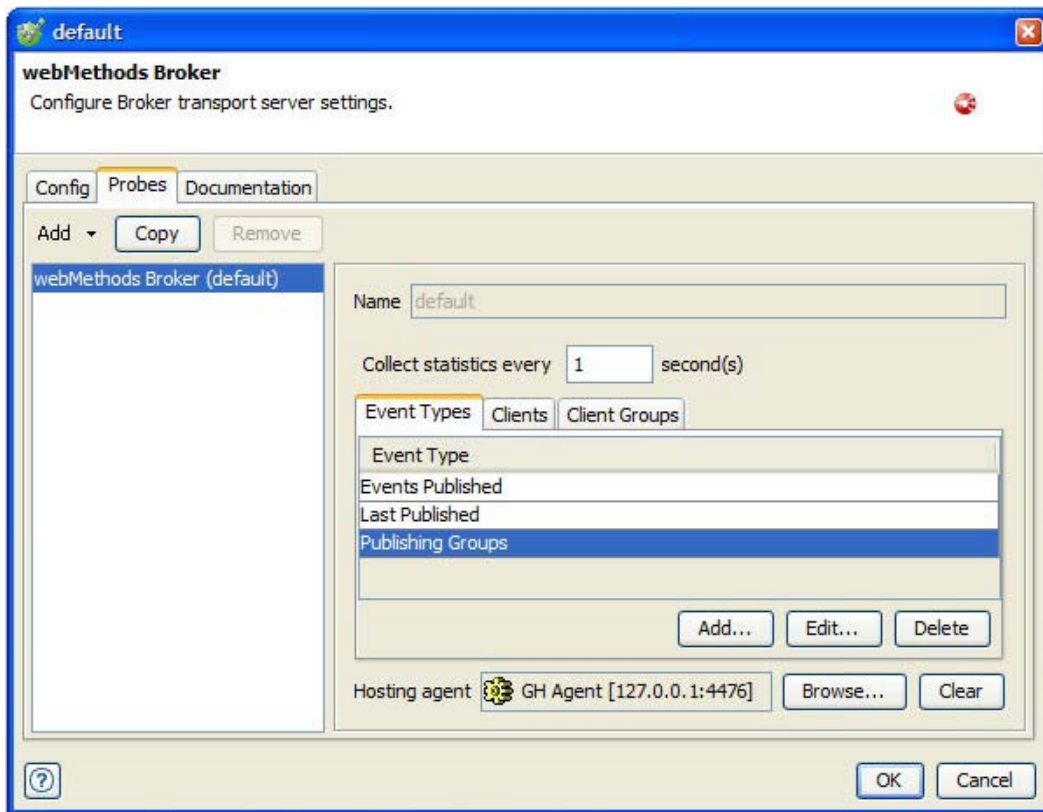 default
webMethods Broker
Configure Broker transport server settings.
Config Probes Documentation
Add Copy Remove
webMethods Broker (default)
Name default
Collect statistics every 1 second(s)
Event Types Clients Client Groups
Event Type
Events Published
Last Published
Publishing Groups
Add... Edit... Delete
Hosting agent GH Agent [127.0.0.1:4476] Browse... Clear
? OK Cancel